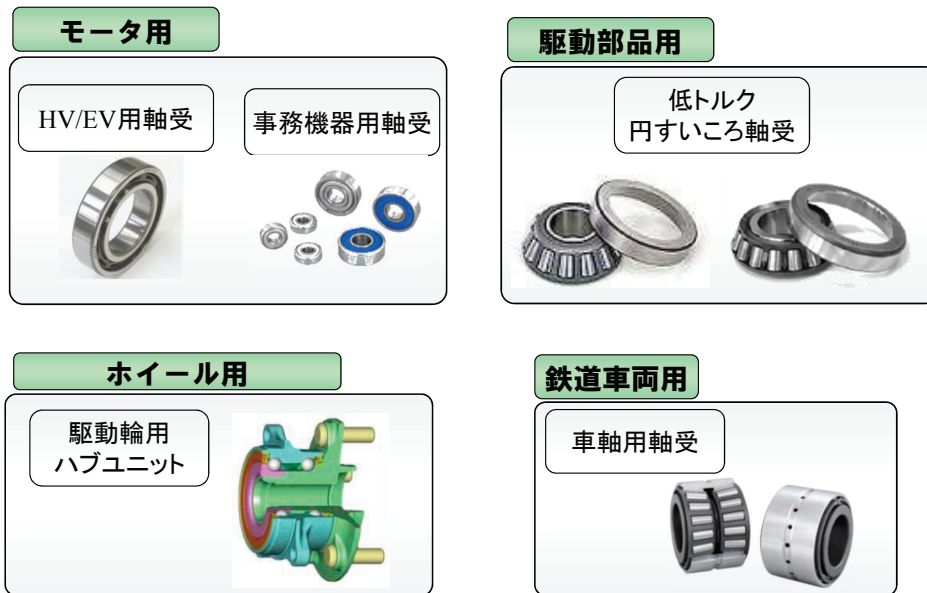 モータ用
HV/EV用軸受
事務機器用軸受
駆動部品用
低トルク
円すいころ軸受
ホイール用
駆動輪用
ハブユニット
鉄道車両用
車軸用軸受